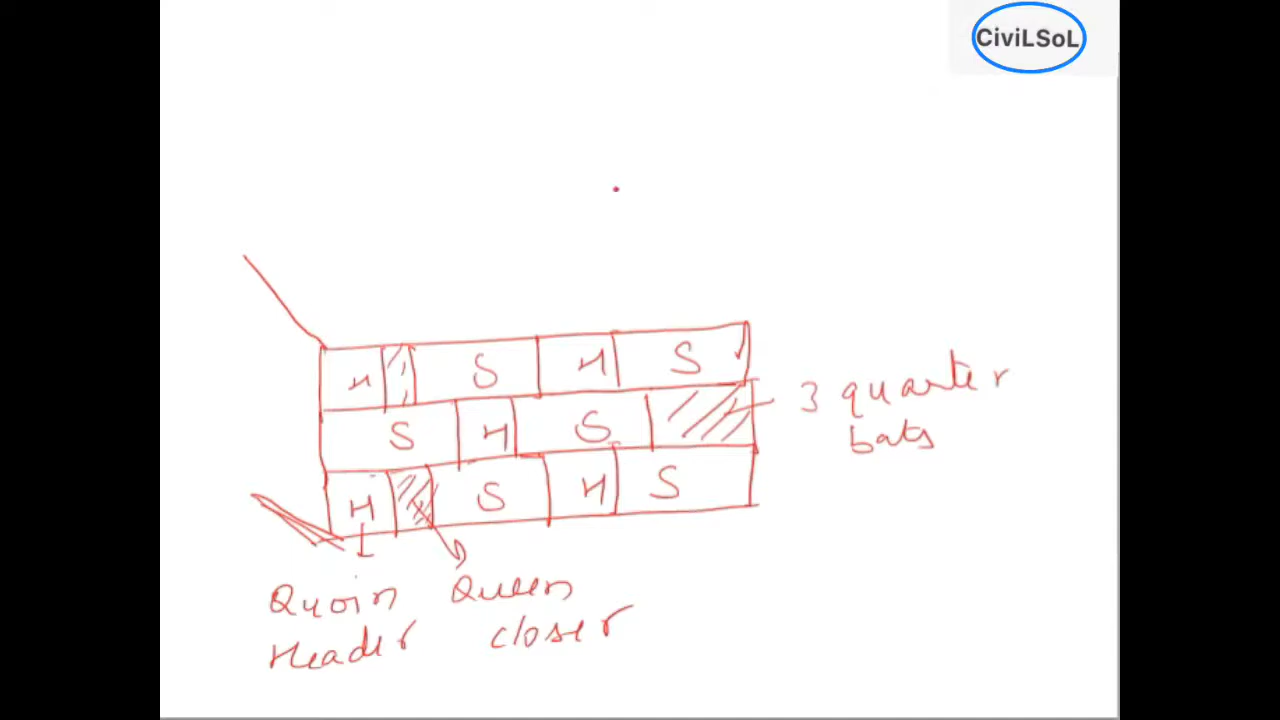 CiviLSoL
H S H S
S H S
3 quarter
bats
H S H S
Quoin Queen
Header closer